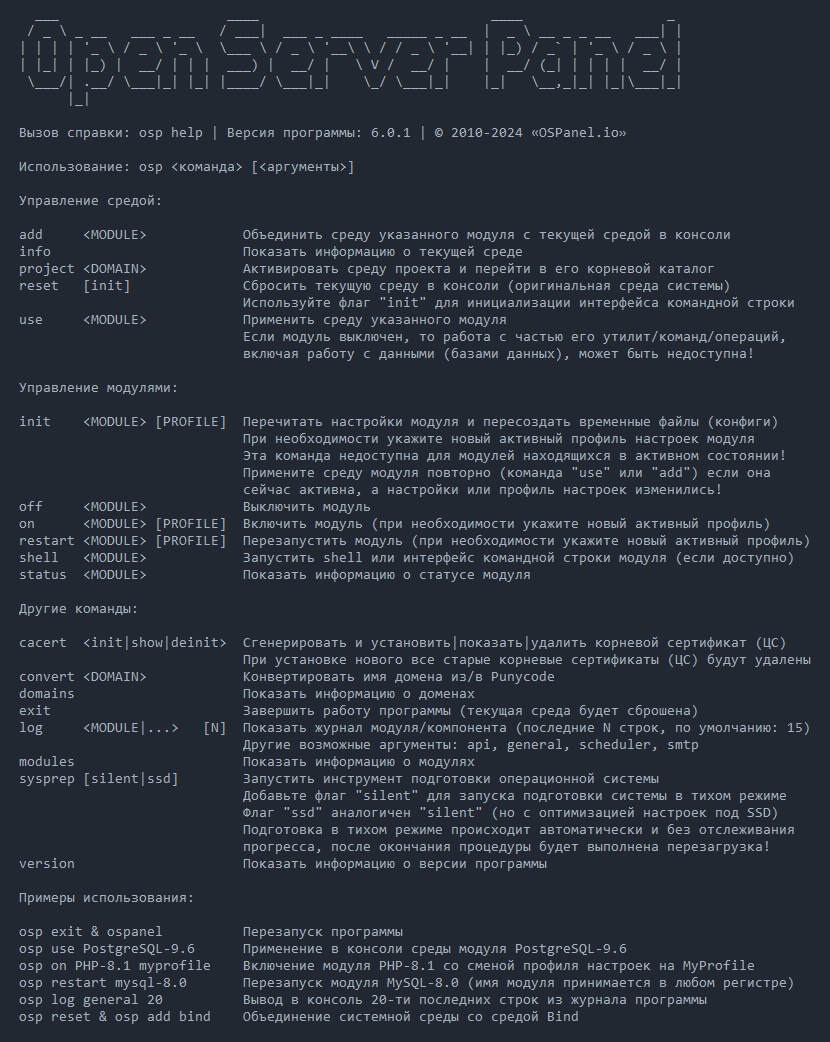 Open Server Panel
Вызов справки: osp help | Версия программы: 6.0.1 | © 2010-2024 «OSPanel.io»
Использование: osp <команда> [<аргументы>]
Управление средой:
add <MODULE> Объединить среду указанного модуля с текущей средой в консоли
info Показать информацию о текущей среде
project <DOMAIN> Активировать среду проекта и перейти в его корневой каталог
reset [init] Сбросить текущую среду в консоли (оригинальная среда системы)
Используйте флаг "init" для инициализации интерфейса командной строки
use <MODULE> Применить среду указанного модуля
Если модуль выключен, то работа с частью его утилит/команд/операций,
включая работу с данными (базами данных), может быть недоступна!
Управление модулями:
init <MODULE> [PROFILE] Перечитать настройки модуля и пересоздать временные файлы (конфиги)
При необходимости укажите новый активный профиль настроек модуля
Эта команда недоступна для модулей находящихся в активном состоянии!
Примените среду модуля повторно (команда "use" или "add") если она
сейчас активна, а настройки или профиль настроек изменились!
off <MODULE> Выключить модуль
on <MODULE> [PROFILE] Включить модуль (при необходимости укажите новый активный профиль)
restart <MODULE> [PROFILE] Перезапустить модуль (при необходимости укажите новый активный профиль)
shell <MODULE> Запустить shell или интерфейс командной строки модуля (если доступно)
status <MODULE> Показать информацию о статусе модуля
Другие команды:
cacert <init|show|deinit> Сгенерировать и установить|показать|удалить корневой сертификат (ЦС)
При установке нового все старые корневые сертификаты (ЦС) будут удалены
convert <DOMAIN> Конвертировать имя домена из/в Punycode
domains Показать информацию о доменах
exit Завершить работу программы (текущая среда будет сброшена)
log <MODULE|...> [N] Показать журнал модуля/компонента (последние N строк, по умолчанию: 15)
Другие возможные аргументы: api, general, scheduler, smtp
modules Показать информацию о модулях
sysprep [silent|ssd] Запустить инструмент подготовки операционной системы
Добавьте флаг "silent" для запуска подготовки системы в тихом режиме
Флаг "ssd" аналогичен "silent" (но с оптимизацией настроек под SSD)
Подготовка в тихом режиме происходит автоматически и без отслеживания
прогресса, после окончания процедуры будет выполнена перезагрузка!
version Показать информацию о версии программы
Примеры использования:
osp exit & ospanel Перезапуск программы
osp use PostgreSQL-9.6 Применение в консоли среды модуля PostgreSQL-9.6
osp on PHP-8.1 myprofile Включение модуля PHP-8.1 со сменой профиля настроек на MyProfile
osp restart mysql-8.0 Перезапуск модуля MySQL-8.0 (имя модуля принимается в любом регистре)
osp log general 20 Вывод в консоль 20-ти последних строк из журнала программы
osp reset & osp add bind Объединение системной среды со средой Bind